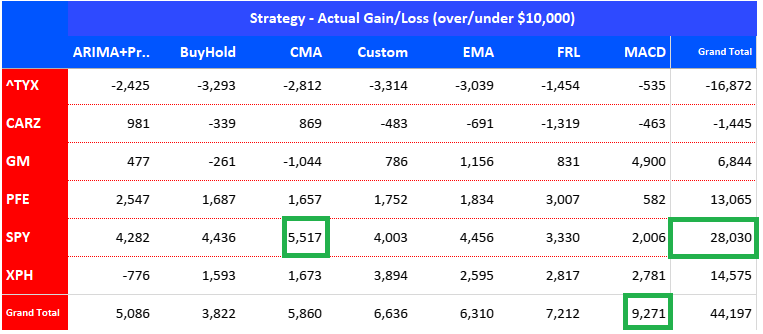 Strategy - Actual Gain/Loss (over/under $10,000)
ARIMA+Pr.. BuyHold CMA Custom EMA FRL MACD Grand Total
^TYX -2,425 -3,293 -2,812 -3,314 -3,039 -1,454 -535 -16,872
CARZ 981 -339 869 -483 -691 -1,319 -463 -1,445
GM 477 -261 -1,044 786 1,156 831 4,900 6,844
PFE 2,547 1,687 1,657 1,752 1,834 3,007 582 13,065
SPY 4,282 4,436 5,517 4,003 4,456 3,330 2,006 28,030
XPH -776 1,593 1,673 3,894 2,595 2,817 2,781 14,575
Grand Total 5,086 3,822 5,860 6,636 6,310 7,212 9,271 44,197